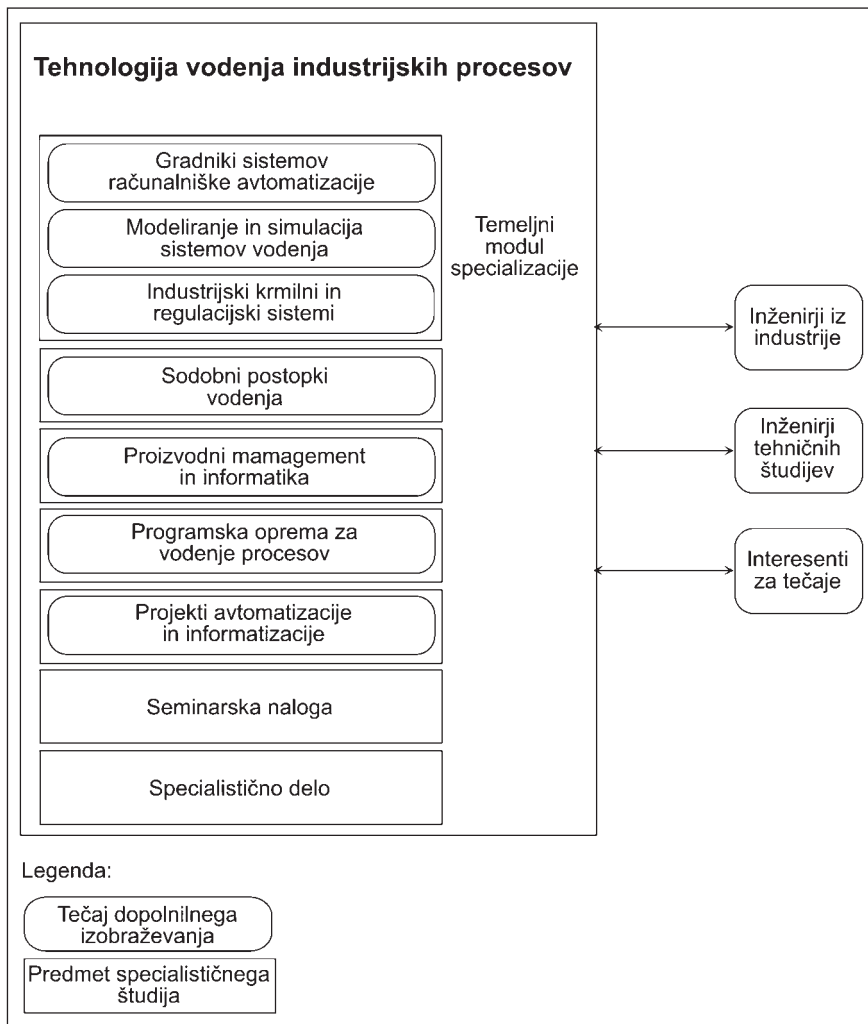 Tehnologija vodenja industrijskih procesov
Gradniki sistemov
računalniške avtomatizacije
Modeliranje in simulacija
sistemov vodenja
Industrijski krmilni in
regulacijski sistemi
Temeljni
modul
specializacije
Sodobni postopki
vodenja
Proizvodni mamagement
in informatika
Programska oprema za
vodenje procesov
Projekti avtomatizacije
in informatizacije
Seminarska naloga
Specialistično delo
Inženirji iz
industrije
Inženirji
tehničnih
študijev
Interesenti
za tečaje
Legenda:
Tečaj dopolnilnega
izobraževanja
Predmet specialističnega
študija